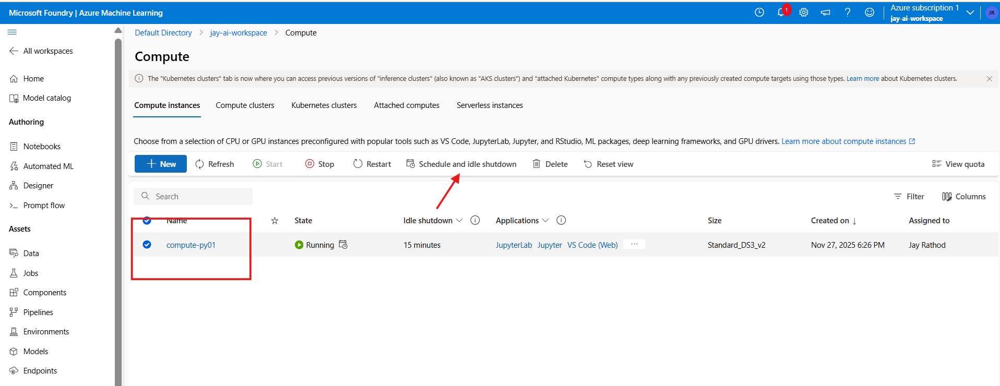 Microsoft Foundry | Azure Machine Learning
1
Azure subscription 1
jay-ai-workspace
JR
All workspaces
Home
Model catalog
Authoring
Notebooks
Automated ML
Designer
Prompt flow
Assets
Data
Jobs
Components
Pipelines
Environments
Models
Endpoints
Default Directory > jay-ai-workspace > Compute
Compute
The "Kubernetes clusters" tab is now where you can access previous versions of "inference clusters" (also known as "AKS clusters") and "attached Kubernetes" compute types along with any previously created compute targets using those types. Learn more about Kubernetes clusters.
Compute instances Compute clusters Kubernetes clusters Attached computes Serverless instances
Choose from a selection of CPU or GPU instances preconfigured with popular tools such as VS Code, JupyterLab, Jupyter, and RStudio, ML packages, deep learning frameworks, and GPU drivers. Learn more about compute instances
New Refresh Start Stop Restart Schedule and idle shutdown Delete Reset view View quota
Search Filter Columns
Name State Idle shutdown Applications Size Created on ↓ Assigned to
compute-py01 Running 15 minutes JupyterLab Jupyter VS Code (Web) ... Standard_DS3_v2 Nov 27, 2025 6:26 PM Jay Rathod